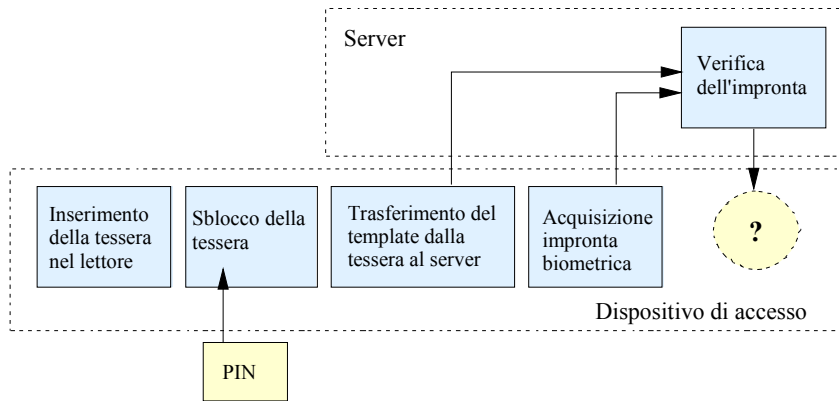 Server
Verifica
dell'impronta
Inserimento
della tessera
nel lettore
Sblocco della
tessera
Trasferimento del
template dalla
tessera al server
Acquisizione
impronta
biometrica
?
Dispositivo di accesso
PIN